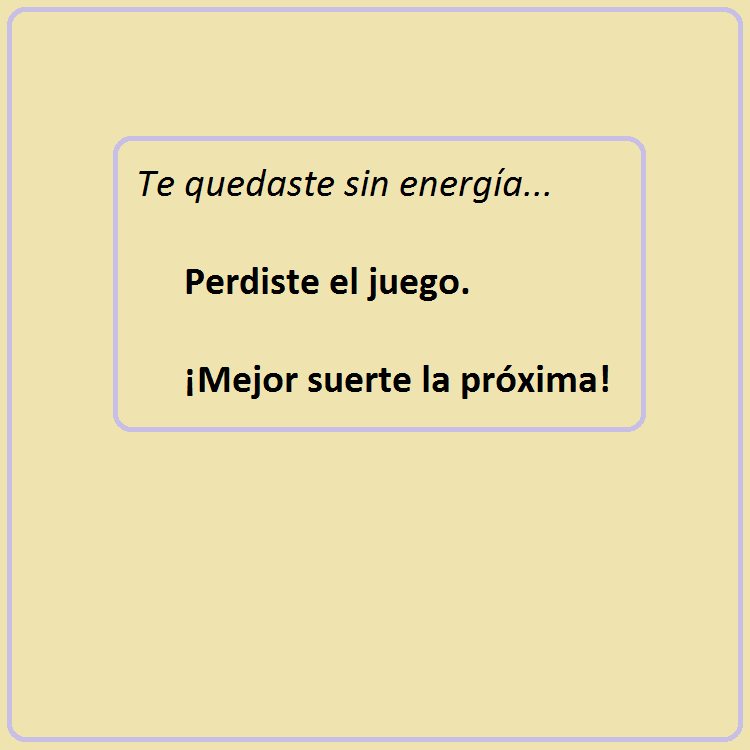 Te quedaste sin energía...
Perdiste el juego.
¡Mejor suerte la próxima!